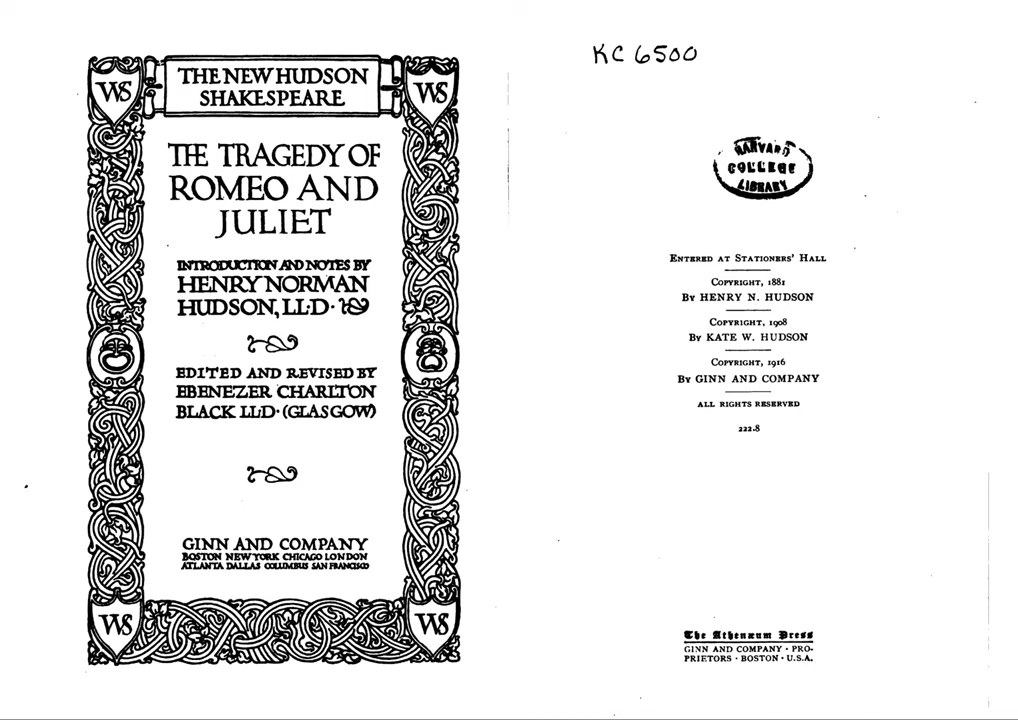 WS
THE NEW HUDSON
SHAKESPEARE
WS
THE TRAGEDY OF
ROMEO AND
JULIET
INTRODUCTION AND NOTES BY
HENRY NORMAN
HUDSON, LL·D·
EDITED AND REVISED BY
EBENEZER CHARLTON
BLACK LL·D· (GLASGOW)
GINN AND COMPANY
BOSTON NEW YORK CHICAGO LONDON
ATLANTA DALLAS COLUMBUS SAN FRANCISCO
WS
WS
KC 6500
HARVARD
COLLEGE
LIBRARY
ENTERED AT STATIONERS' HALL
COPYRIGHT, 1881
BY HENRY N. HUDSON
COPYRIGHT, 1908
BY KATE W. HUDSON
COPYRIGHT, 1916
BY GINN AND COMPANY
ALL RIGHTS RESERVED
222.8
The Athenæum Press
GINN AND COMPANY · PRO-
PRIETORS · BOSTON · U.S.A.